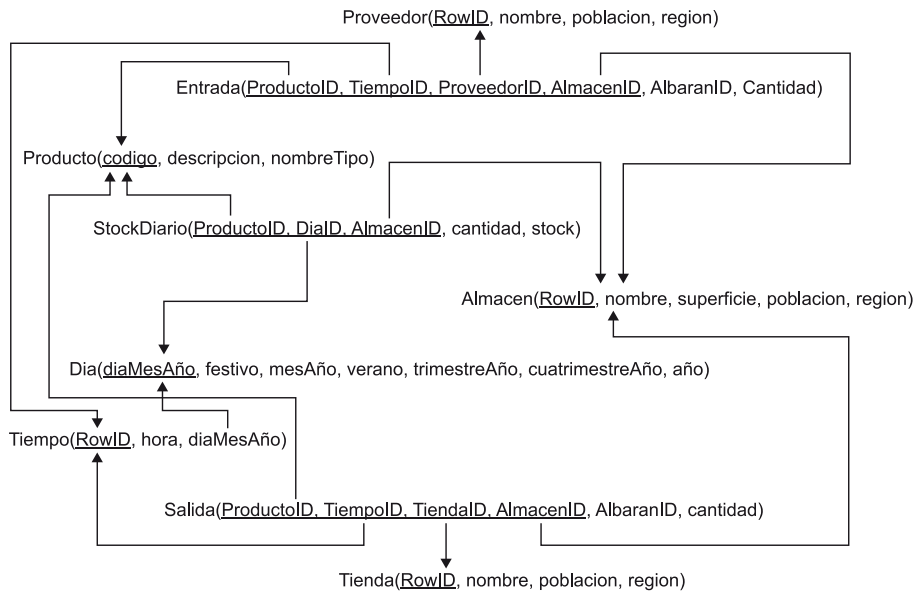 Proveedor(RowID, nombre, poblacion, region)
Entrada(ProductoID, TiempoID, ProveedorID, AlmacenID, AlbaranID, Cantidad)
Producto(codigo, descripcion, nombreTipo)
StockDiario(ProductoID, DiaID, AlmacenID, cantidad, stock)
Almacen(RowID, nombre, superficie, poblacion, region)
Dia(diaMesAño, festivo, mesAño, verano, trimestreAño, cuatrimestreAño, año)
Tiempo(RowID, hora, diaMesAño)
Salida(ProductoID, TiempoID, TiendaID, AlmacenID, AlbaranID, cantidad)
Tienda(RowID, nombre, poblacion, region)